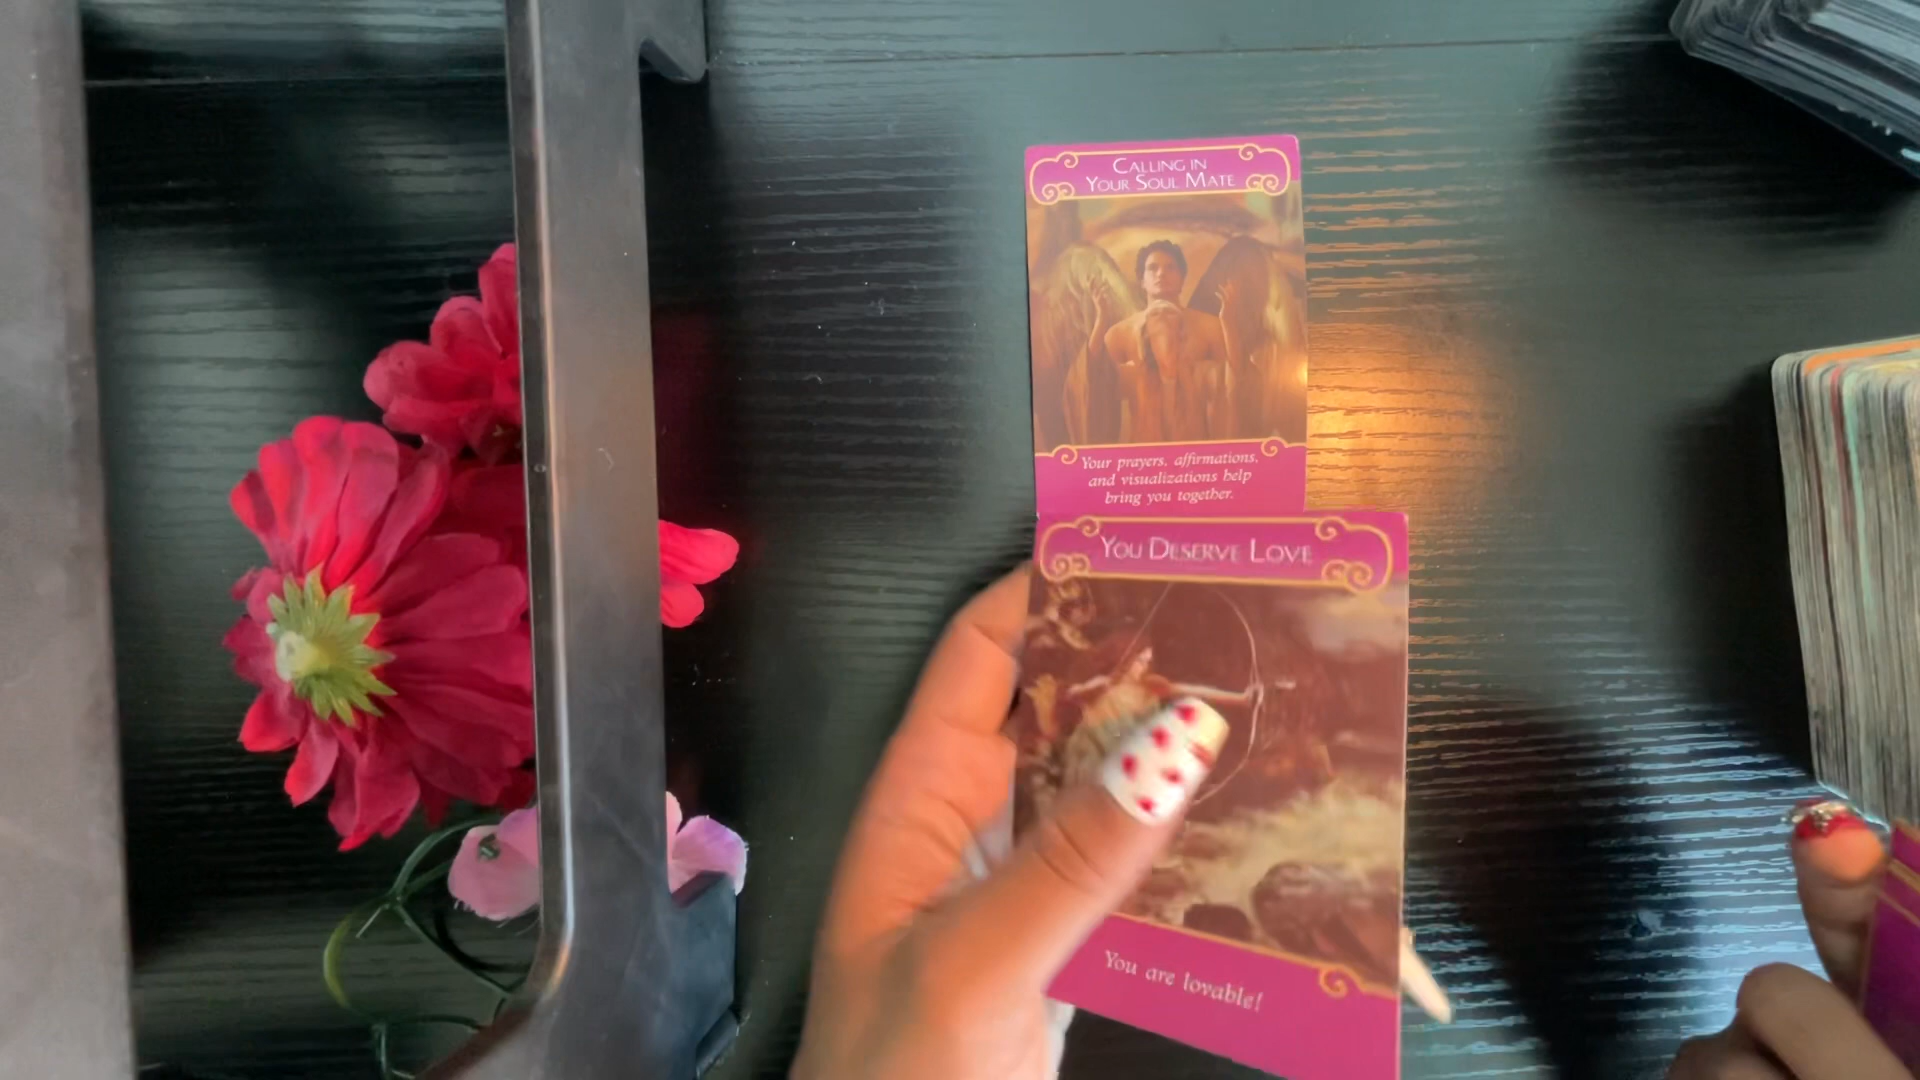 CALLING IN
YOUR SOUL MATE
Your prayers, affirmations,
and visualizations help
bring you together.
YOU DESERVE LOVE
You are lovable!